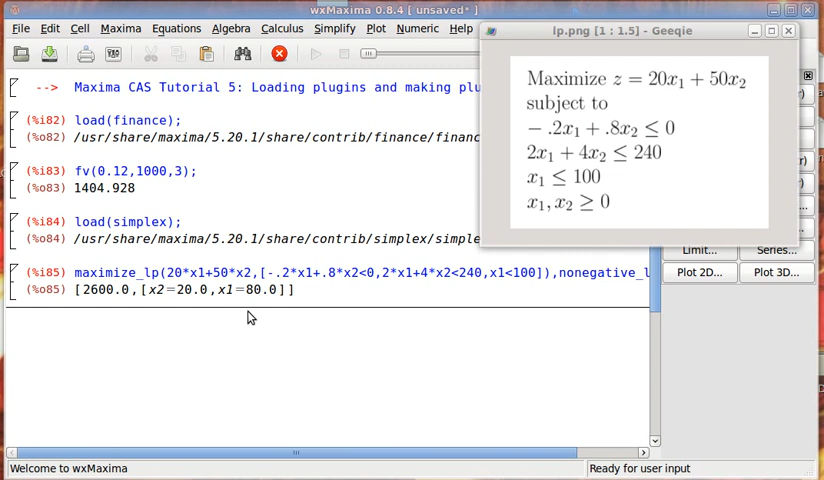 wxMaxima 0.8.4 [ unsaved* ]
File Edit Cell Maxima Equations Algebra Calculus Simplify Plot Numeric Help
--> Maxima CAS Tutorial 5: Loading plugins and making
(%i82) load(finance);
(%o82) /usr/share/maxima/5.20.1/share/contrib/finance/
(%i83) fv(0.12,1000,3);
(%o83) 1404.928
(%i84) load(simplex);
(%o84) /usr/share/maxima/5.20.1/share/contrib/simplex/
(%i85) maximize_lp(20*x1+50*x2,[-.2*x1+.8*x2<0,2*x1+4*x2<240,x1<100]),nonegative_l
(%o85) [2600.0,[x2=20.0,x1=80.0]]
lp.png [1 : 1.5] - Geeqie
Maximize z = 20x₁ + 50x₂
subject to
− .2x₁ + .8x₂ ≤ 0
2x₁ + 4x₂ ≤ 240
x₁ ≤ 100
x₁, x₂ ≥ 0
Limit... Series...
Plot 2D... Plot 3D...
Welcome to wxMaxima Ready for user input